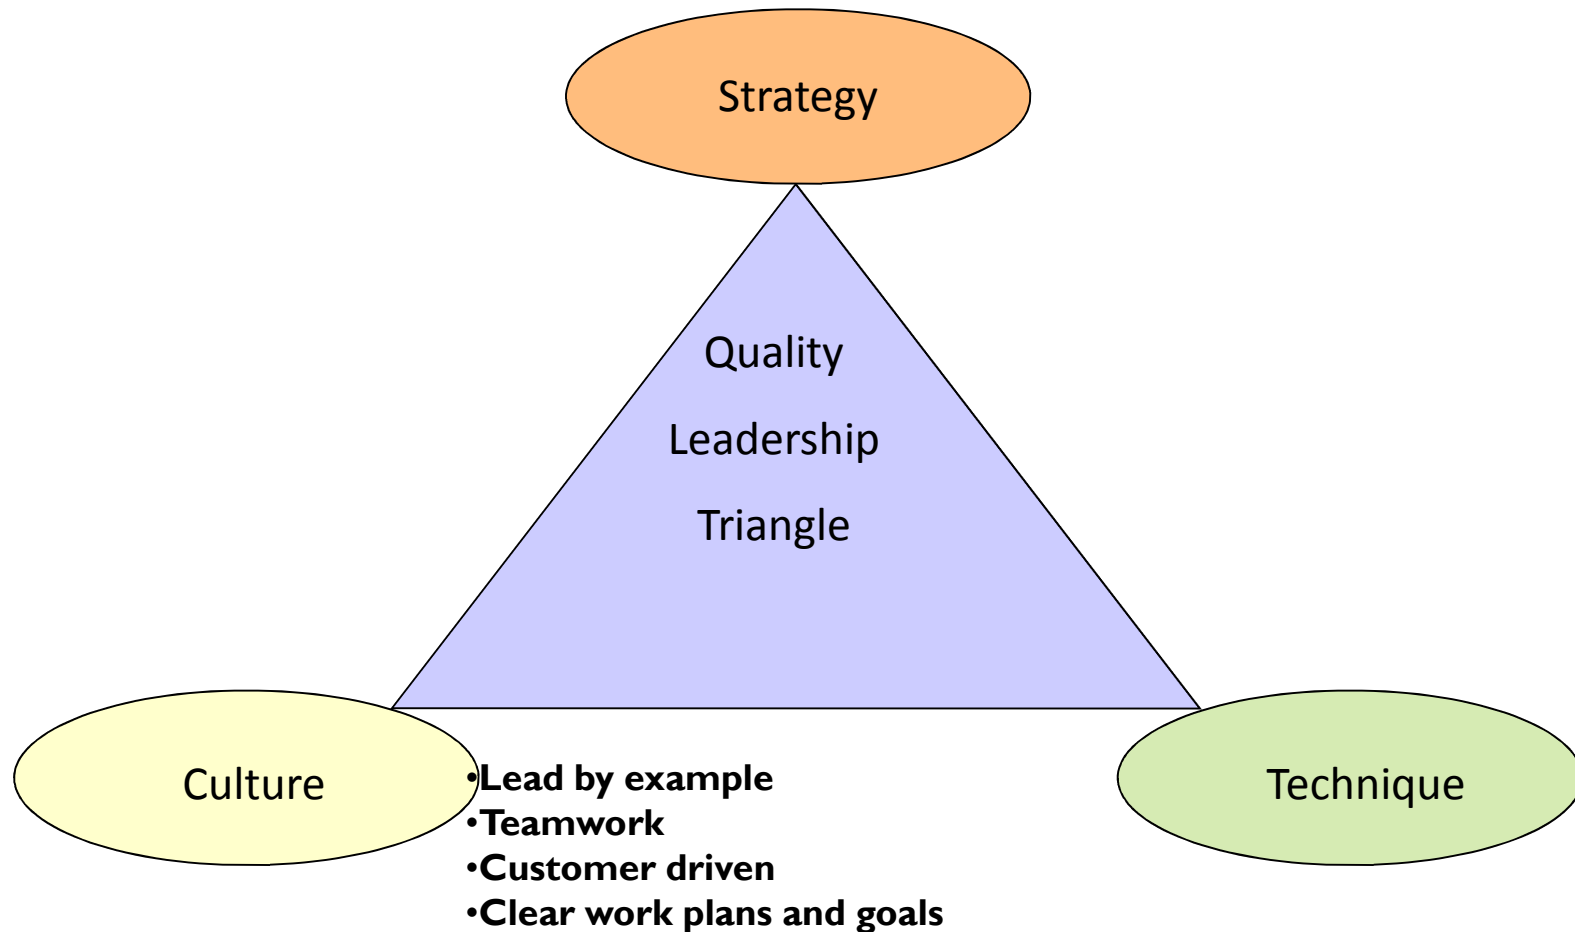 Strategy
Quality
Leadership
Triangle
Culture
•Lead by example
•Teamwork
•Customer driven
•Clear work plans and goals
Technique